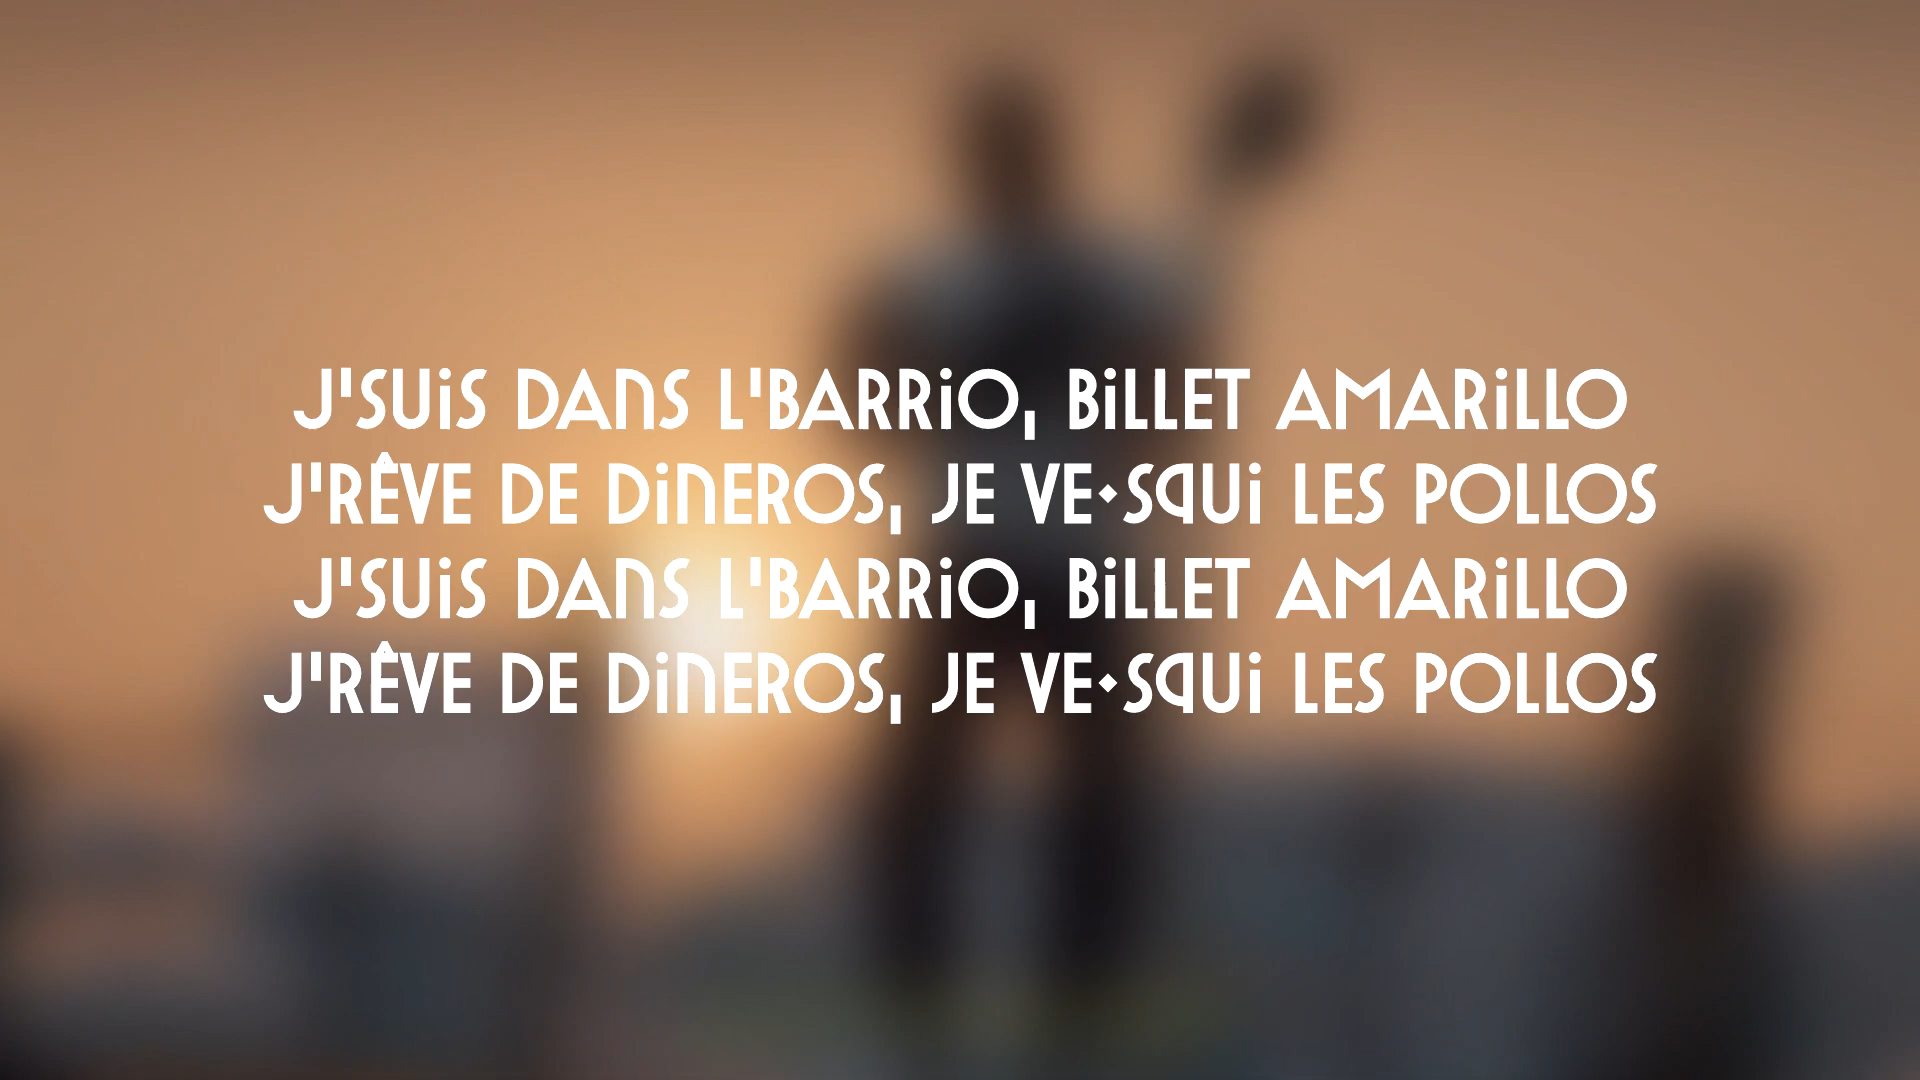 J'SUIS DANS L'BARRIO, BILLET AMARILLO
J'RÊVE DE DINEROS, JE VE-SQUI LES POLLOS
J'SUIS DANS L'BARRIO, BILLET AMARILLO
J'RÊVE DE DINEROS, JE VE-SQUI LES POLLOS